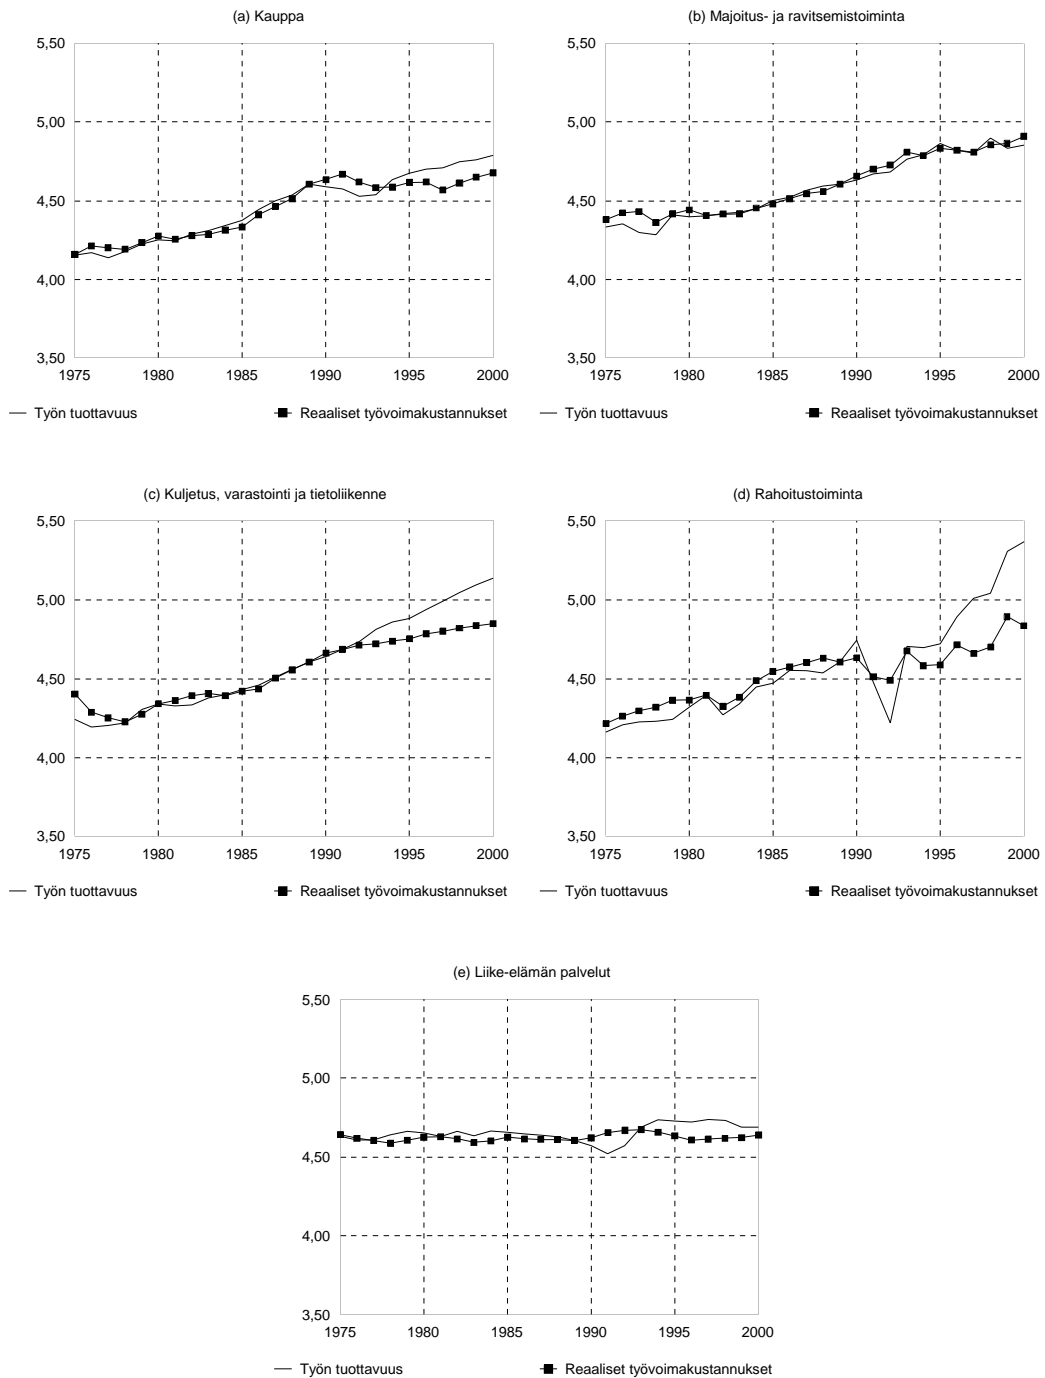 (a) Kauppa
(b) Majoitus- ja ravitsemistoiminta
5,50
5,00
4,50
4,00
3,50
1975 1980 1985 1990 1995 2000
Työn tuottavuus
Reaaliset työvoimakustannukset
5,50
5,00
4,50
4,00
3,50
1975 1980 1985 1990 1995 2000
Työn tuottavuus
Reaaliset työvoimakustannukset
(c) Kuljetus, varastointi ja tietoliikenne
(d) Rahoitustoiminta
5,50
5,00
4,50
4,00
3,50
1975 1980 1985 1990 1995 2000
Työn tuottavuus
Reaaliset työvoimakustannukset
5,50
5,00
4,50
4,00
3,50
1975 1980 1985 1990 1995 2000
Työn tuottavuus
Reaaliset työvoimakustannukset
(e) Liike-elämän palvelut
5,50
5,00
4,50
4,00
3,50
1975 1980 1985 1990 1995 2000
Työn tuottavuus
Reaaliset työvoimakustannukset